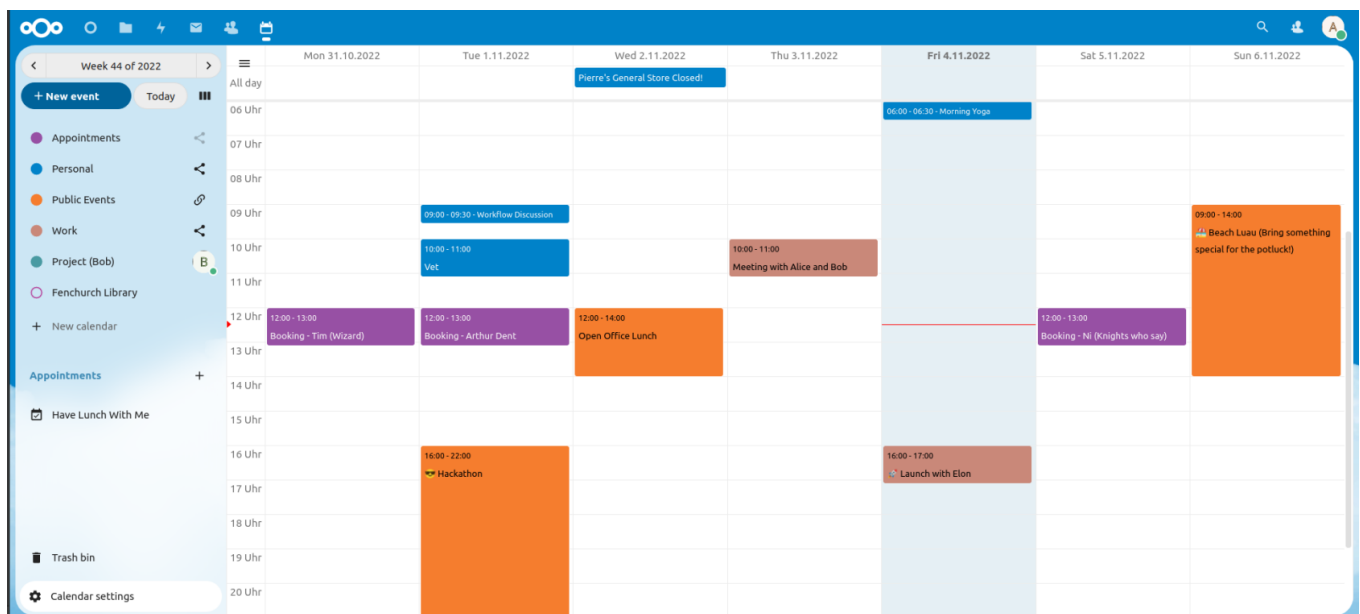 A
Week 44 of 2022
+ New event
Today
Appointments
Personal
Public Events
Work
Project (Bob)
B
Fenchurch Library
+ New calendar
Appointments
+
Have Lunch With Me
Trash bin
Calendar settings
Mon 31.10.2022
Tue 1.11.2022
Wed 2.11.2022
Thu 3.11.2022
Fri 4.11.2022
Sat 5.11.2022
Sun 6.11.2022
All day
Pierre's General Store Closed!
06 Uhr
06:00 - 06:30 - Morning Yoga
07 Uhr
08 Uhr
09 Uhr
09:00 - 09:30 - Workflow Discussion
09:00 - 14:00
🏖️ Beach Luau (Bring something
special for the potluck!)
10 Uhr
10:00 - 11:00
Vet
10:00 - 11:00
Meeting with Alice and Bob
11 Uhr
12 Uhr
12:00 - 13:00
Booking - Tim (Wizard)
12:00 - 13:00
Booking - Arthur Dent
12:00 - 14:00
Open Office Lunch
12:00 - 13:00
Booking - Ni (Knights who say)
13 Uhr
14 Uhr
15 Uhr
16 Uhr
16:00 - 22:00
😎 Hackathon
16:00 - 17:00
🚀 Launch with Elon
17 Uhr
18 Uhr
19 Uhr
20 Uhr